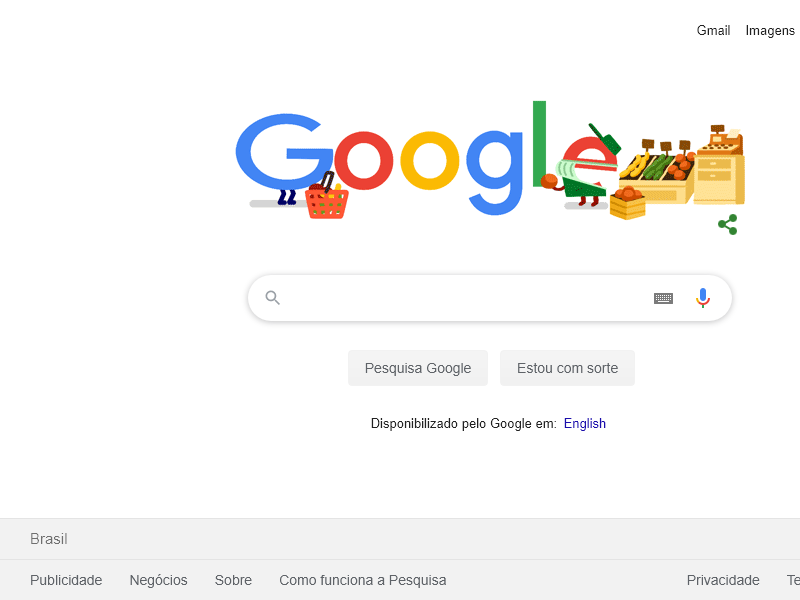 Gmail Imagens
Google
Pesquisa Google Estou com sorte
Disponibilizado pelo Google em: English
Brasil
Publicidade Negócios Sobre Como funciona a Pesquisa Privacidade Te